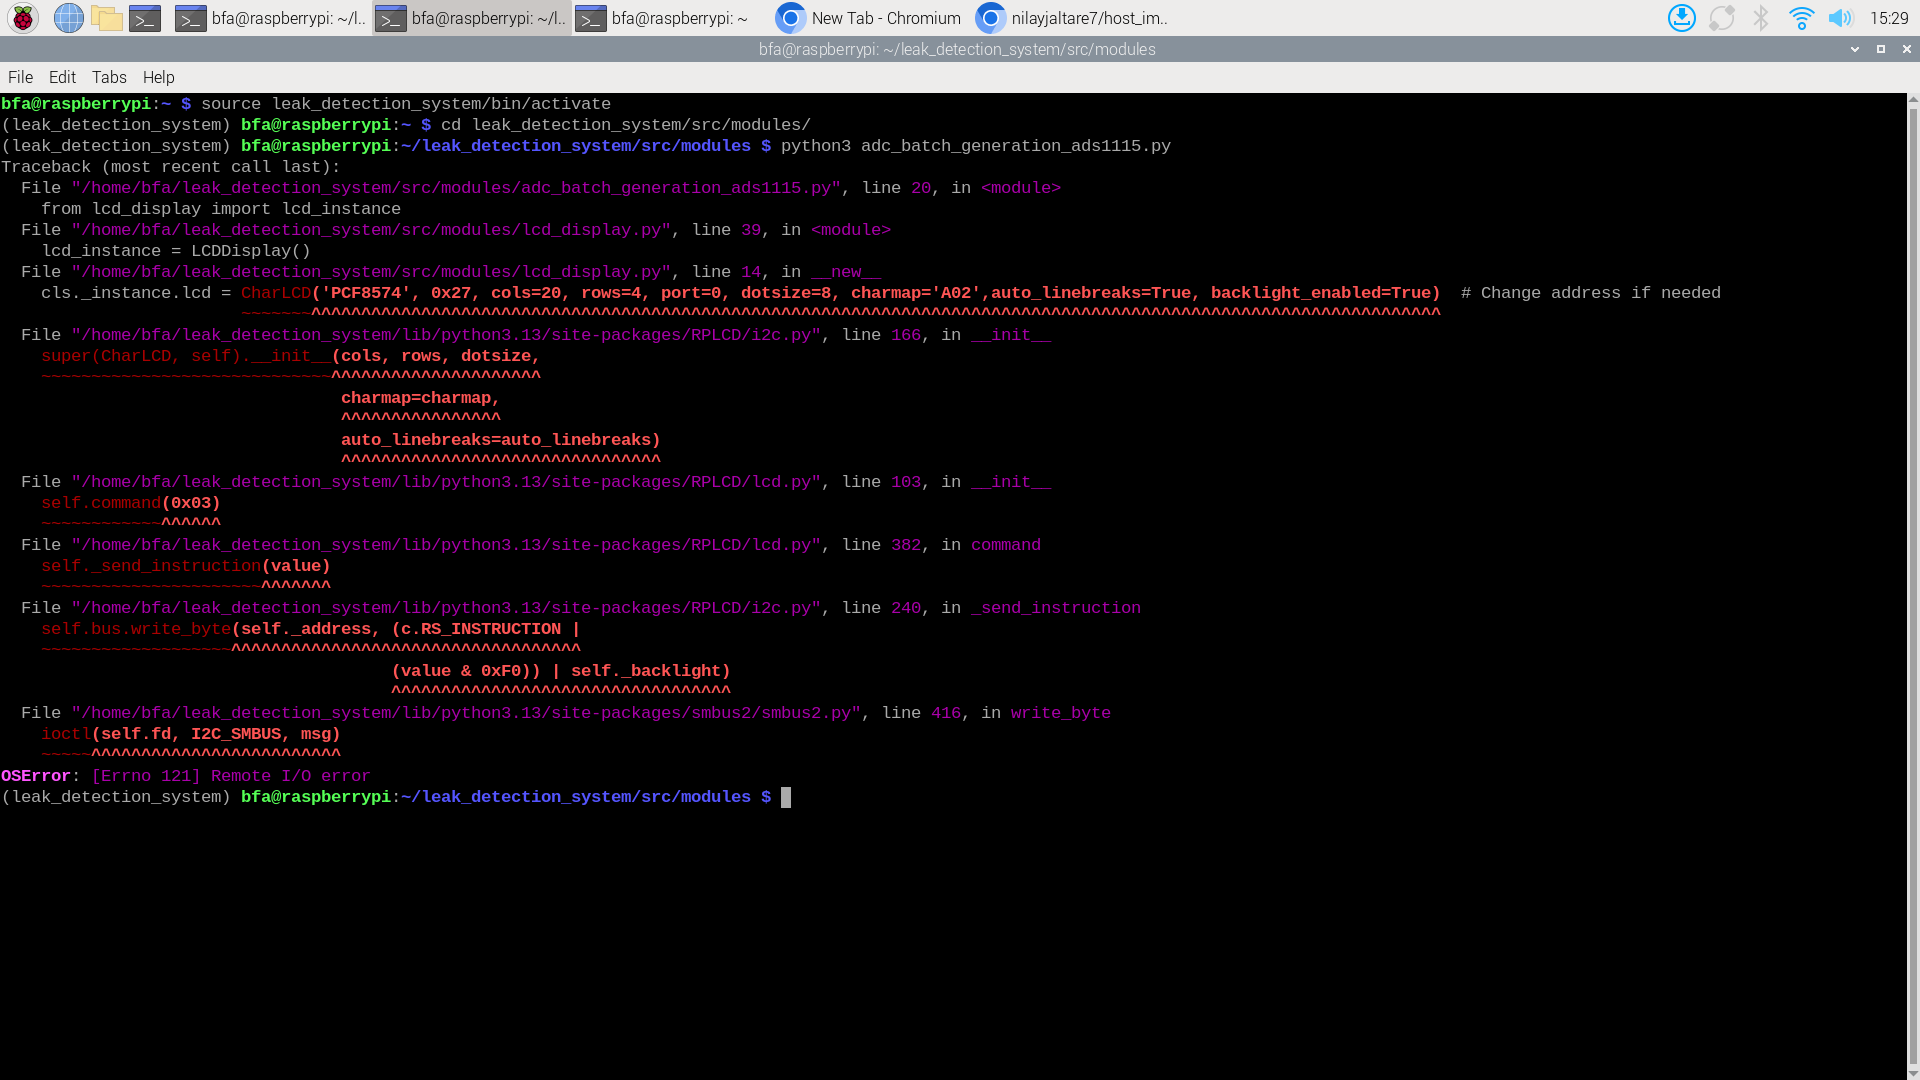 bfa@raspberrypi: ~/l..
bfa@raspberrypi: ~/l..
bfa@raspberrypi: ~
New Tab - Chromium
nilayjaltare7/host_im..
15:29
bfa@raspberrypi: ~/leak_detection_system/src/modules
File Edit Tabs Help
bfa@raspberrypi:~ $ source leak_detection_system/bin/activate
(leak_detection_system) bfa@raspberrypi:~ $ cd leak_detection_system/src/modules/
(leak_detection_system) bfa@raspberrypi:~/leak_detection_system/src/modules $ python3 adc_batch_generation_ads1115.py
Traceback (most recent call last):
  File "/home/bfa/leak_detection_system/src/modules/adc_batch_generation_ads1115.py", line 20, in <module>
    from lcd_display import lcd_instance
  File "/home/bfa/leak_detection_system/src/modules/lcd_display.py", line 39, in <module>
    lcd_instance = LCDDisplay()
  File "/home/bfa/leak_detection_system/src/modules/lcd_display.py", line 14, in __new__
    cls._instance.lcd = CharLCD('PCF8574', 0x27, cols=20, rows=4, port=0, dotsize=8, charmap='A02',auto_linebreaks=True, backlight_enabled=True)  # Change address if needed
                        ~~~~~~~^^^^^^^^^^^^^^^^^^^^^^^^^^^^^^^^^^^^^^^^^^^^^^^^^^^^^^^^^^^^^^^^^^^^^^^^^^^^^^^^^^^^^^^^^^^^^^^^^^^^^^^^^^^^^^^^^
  File "/home/bfa/leak_detection_system/lib/python3.13/site-packages/RPLCD/i2c.py", line 166, in __init__
    super(CharLCD, self).__init__(cols, rows, dotsize,
    ~~~~~~~~~~~~~~~~~~~~~~~~~~~~~^^^^^^^^^^^^^^^^^^^^^
                                  charmap=charmap,
                                  ^^^^^^^^^^^^^^^^
                                  auto_linebreaks=auto_linebreaks)
                                  ^^^^^^^^^^^^^^^^^^^^^^^^^^^^^^^^
  File "/home/bfa/leak_detection_system/lib/python3.13/site-packages/RPLCD/lcd.py", line 103, in __init__
    self.command(0x03)
    ~~~~~~~~~~~~^^^^^^
  File "/home/bfa/leak_detection_system/lib/python3.13/site-packages/RPLCD/lcd.py", line 382, in command
    self._send_instruction(value)
    ~~~~~~~~~~~~~~~~~~~~~~^^^^^^^
  File "/home/bfa/leak_detection_system/lib/python3.13/site-packages/RPLCD/i2c.py", line 240, in _send_instruction
    self.bus.write_byte(self._address, (c.RS_INSTRUCTION |
    ~~~~~~~~~~~~~~~~~~~^^^^^^^^^^^^^^^^^^^^^^^^^^^^^^^^^^^
                                       (value & 0xF0)) | self._backlight)
                                       ^^^^^^^^^^^^^^^^^^^^^^^^^^^^^^^^^^
  File "/home/bfa/leak_detection_system/lib/python3.13/site-packages/smbus2/smbus2.py", line 416, in write_byte
    ioctl(self.fd, I2C_SMBUS, msg)
    ~~~~~^^^^^^^^^^^^^^^^^^^^^^^^^
OSError: [Errno 121] Remote I/O error
(leak_detection_system) bfa@raspberrypi:~/leak_detection_system/src/modules $